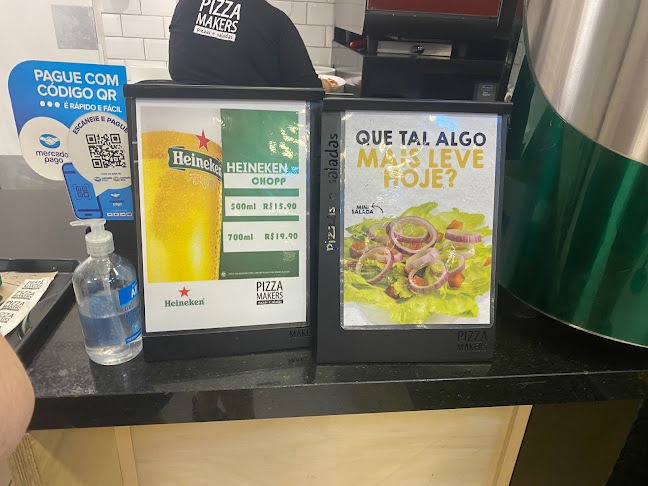 PIZZA
MAKERS
pizzas e saladas
PAGUE COM
CÓDIGO QR
É RÁPIDO E FÁCIL
ESCANEIE E PAGUE
mercado
pago
Heineken
HEINEKEN
CHOPP
500ml R$15.90
700ml R$19.90
Heineken
PIZZA
MAKERS
QUE TAL ALGO
MAIS LEVE
HOJE?
MINI
SALADA
saladas
PIZZA
MAKERS